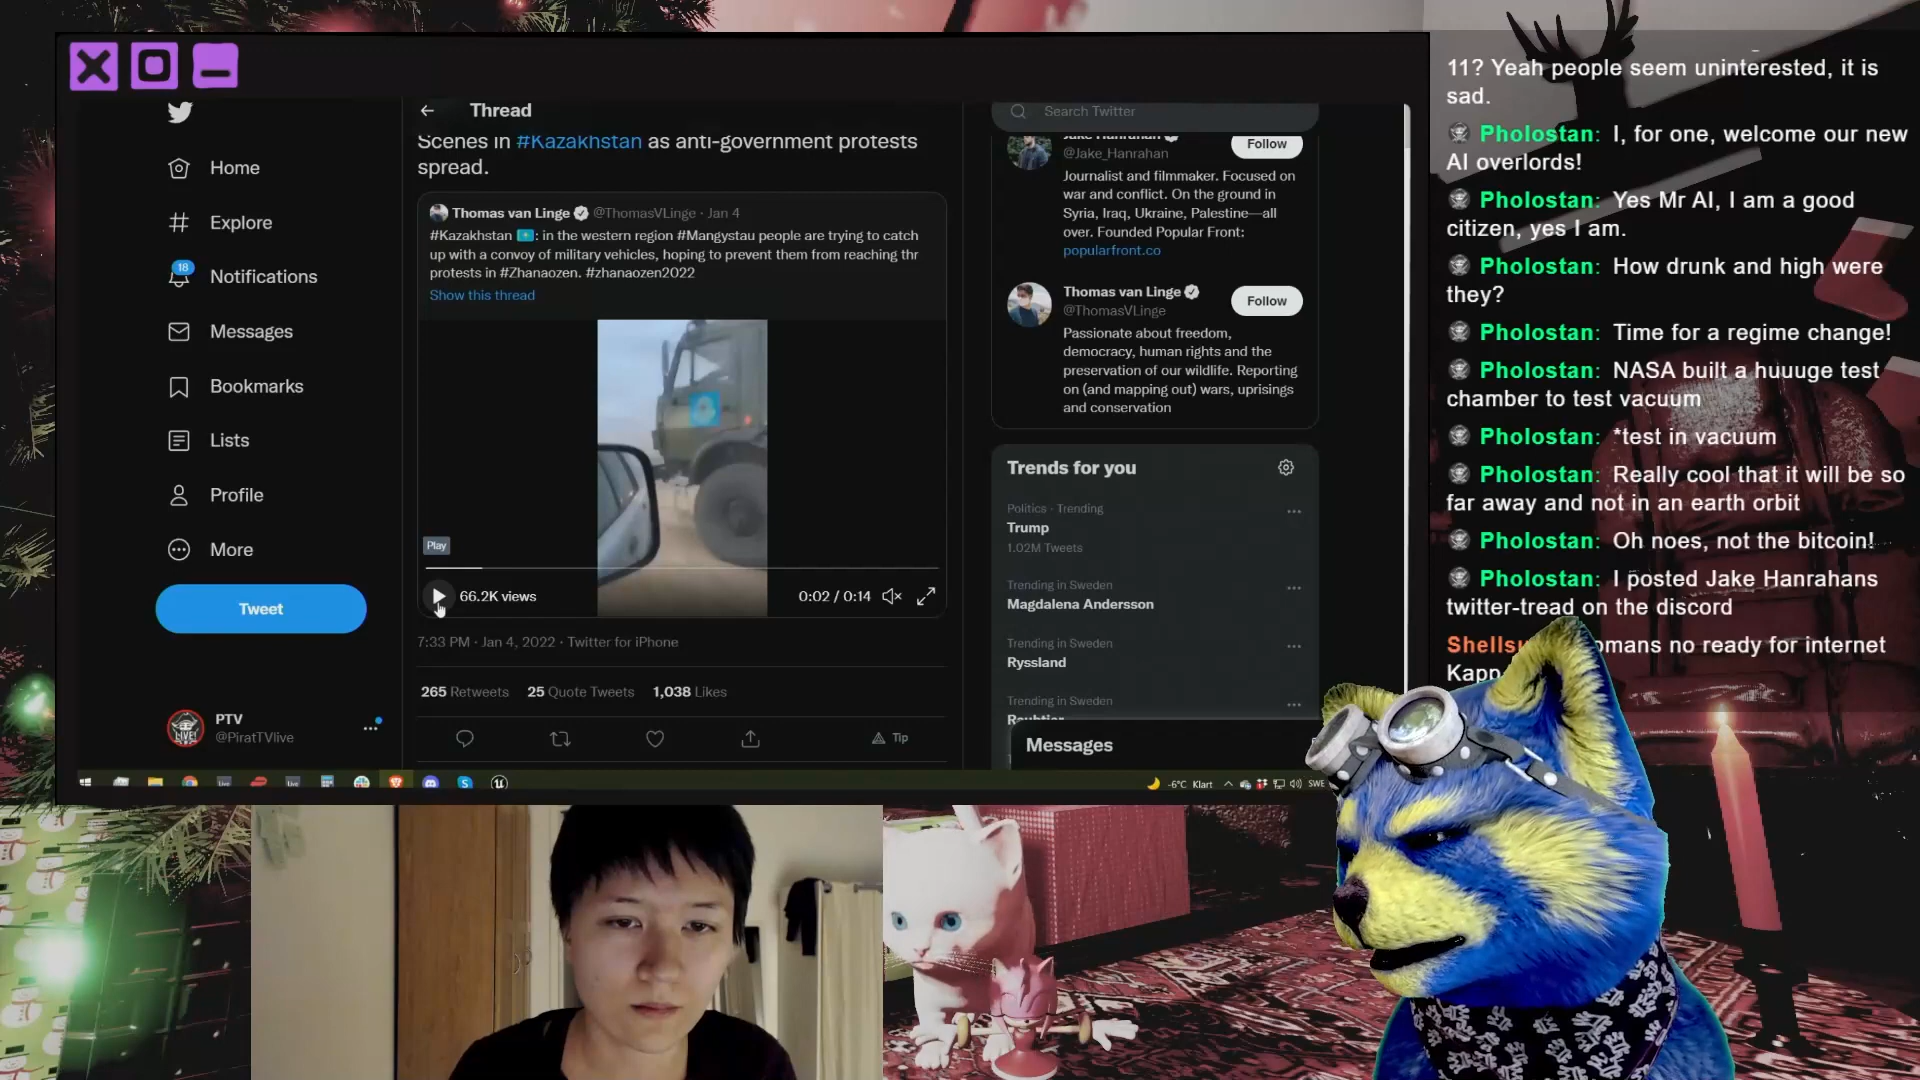 Thread
Scenes in #Kazakhstan as anti-government protests
spread.
Thomas van Linge @ThomasVLinge · Jan 4
#Kazakhstan : in the western region #Mangystau people are trying to catch
up with a convoy of military vehicles, hoping to prevent them from reaching thr
protests in #Zhanaozen. #zhanaozen2022
Show this thread
Play
66.2K views
0:02 / 0:14
7:33 PM · Jan 4, 2022 · Twitter for iPhone
265 Retweets 25 Quote Tweets 1,038 Likes
Tip
Home
Explore
18
Notifications
Messages
Bookmarks
Lists
Profile
More
Tweet
PTV
@PiratTVlive
LIVE!
Search Twitter
Jake Hanrahan
@Jake_Hanrahan
Follow
Journalist and filmmaker. Focused on
war and conflict. On the ground in
Syria, Iraq, Ukraine, Palestine—all
over. Founded Popular Front:
popularfront.co
Thomas van Linge
@ThomasVLinge
Follow
Passionate about freedom,
democracy, human rights and the
preservation of our wildlife. Reporting
on (and mapping out) wars, uprisings
and conservation
Trends for you
Politics · Trending
Trump
1.02M Tweets
Trending in Sweden
Magdalena Andersson
Trending in Sweden
Ryssland
Trending in Sweden
Messages
-6°C Klart
SWE
11? Yeah people seem uninterested, it is
sad.
Pholostan: I, for one, welcome our new
AI overlords!
Pholostan: Yes Mr AI, I am a good
citizen, yes I am.
Pholostan: How drunk and high were
they?
Pholostan: Time for a regime change!
Pholostan: NASA built a huuuge test
chamber to test vacuum
Pholostan: *test in vacuum
Pholostan: Really cool that it will be so
far away and not in an earth orbit
Pholostan: Oh noes, not the bitcoin!
Pholostan: I posted Jake Hanrahans
twitter-tread on the discord
no ready for internet
Kapp